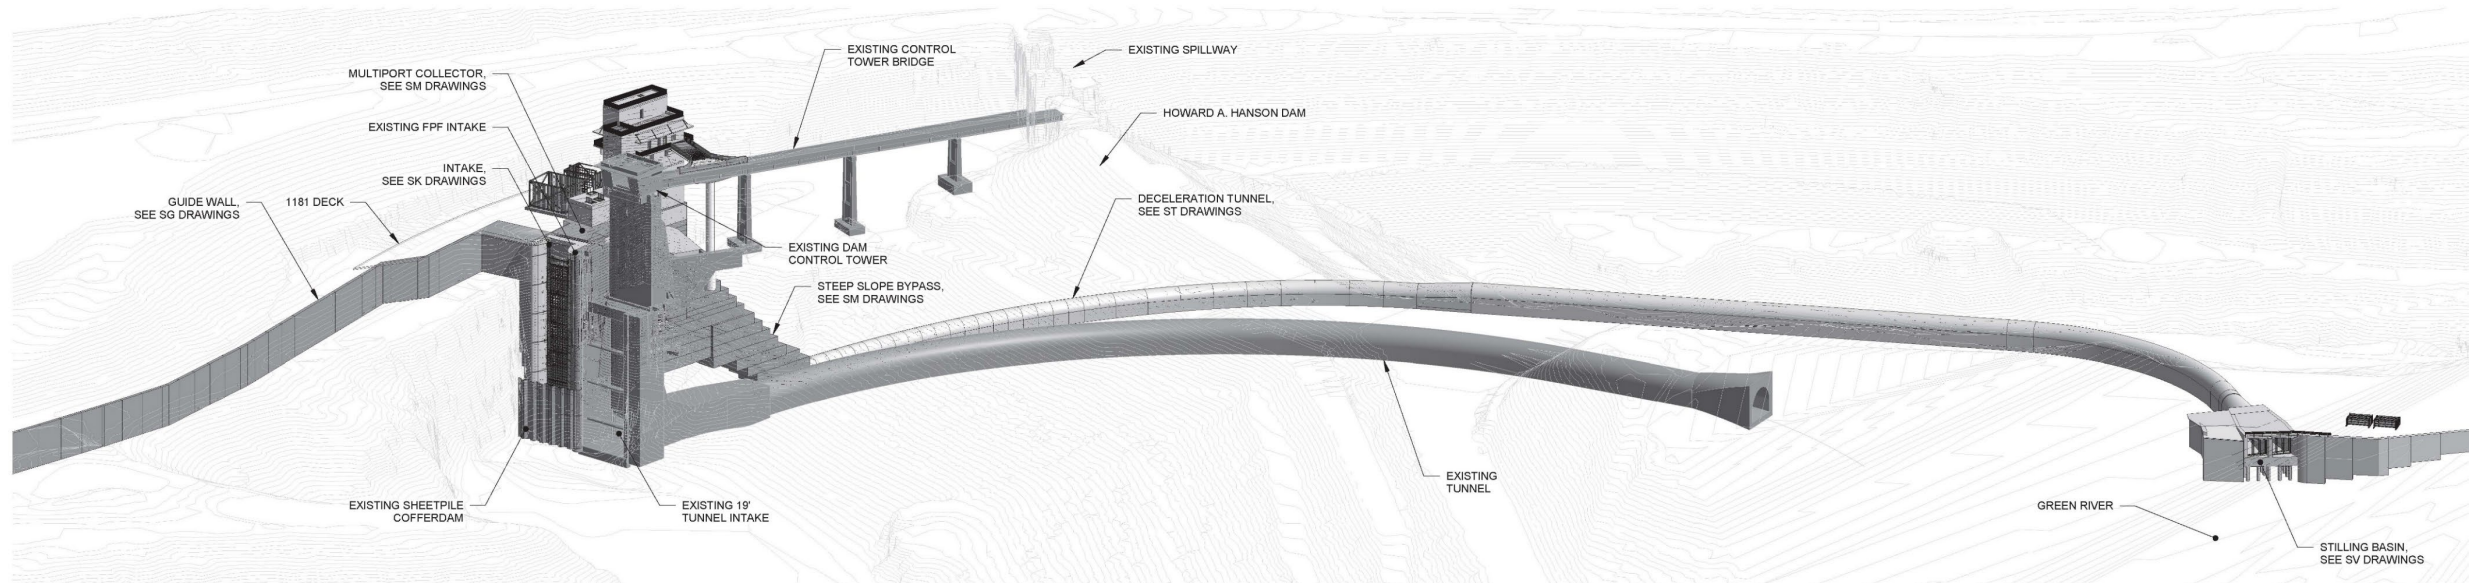 EXISTING CONTROL
TOWER BRIDGE
EXISTING SPILLWAY
MULTIPORT COLLECTOR,
SEE SM DRAWINGS
HOWARD A. HANSON DAM
EXISTING FPF INTAKE
INTAKE,
SEE SK DRAWINGS
GUIDE WALL,
SEE SG DRAWINGS
1181 DECK
DECELERATION TUNNEL,
SEE ST DRAWINGS
EXISTING DAM
CONTROL TOWER
STEEP SLOPE BYPASS,
SEE SM DRAWINGS
EXISTING SHEETPILE
COFFERDAM
EXISTING 19'
TUNNEL INTAKE
EXISTING
TUNNEL
GREEN RIVER
STILLING BASIN,
SEE SV DRAWINGS